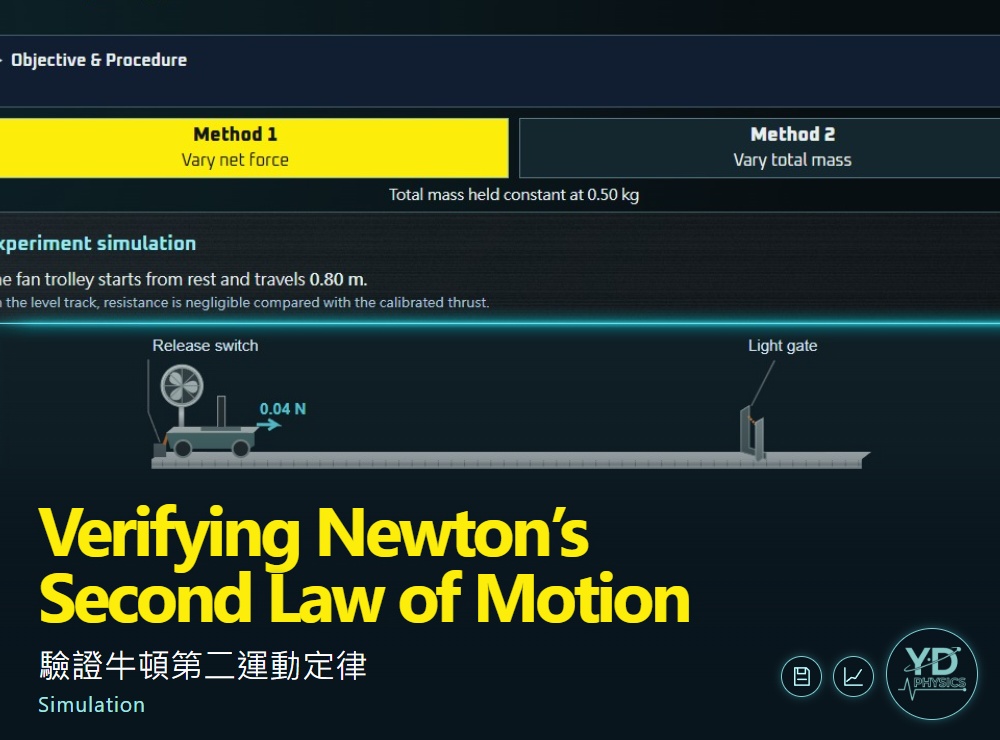 Objective & Procedure
Method 1
Vary net force
Method 2
Vary total mass
Total mass held constant at 0.50 kg
xperiment simulation
e fan trolley starts from rest and travels 0.80 m.
the level track, resistance is negligible compared with the calibrated thrust.
Release switch
Light gate
0.04 N
Verifying Newton’s
Second Law of Motion
驗證牛頓第二運動定律
Simulation
YD
PHYSICS